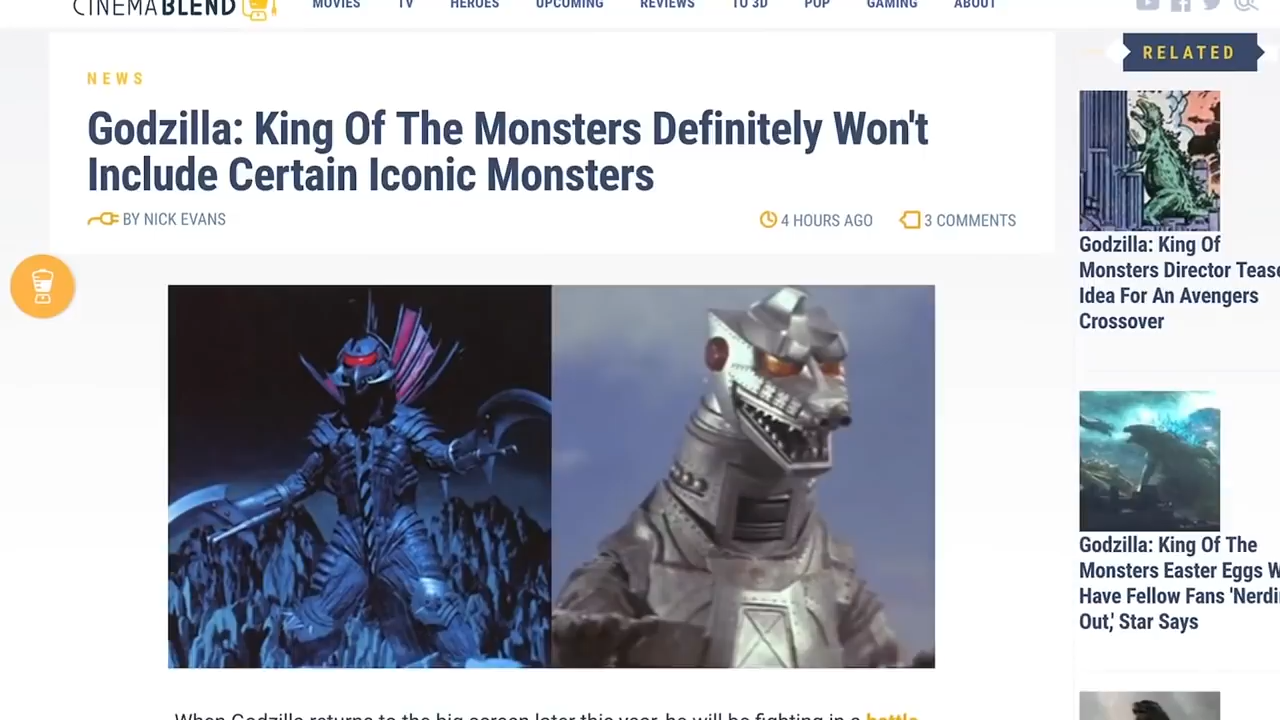 CINEMABLEND
MOVIES TV HEROES UPCOMING REVIEWS TO 3D POP GAMING ABOUT
RELATED
NEWS
Godzilla: King Of The Monsters Definitely Won't
Include Certain Iconic Monsters
BY NICK EVANS
4 HOURS AGO
3 COMMENTS
Godzilla: King Of
Monsters Director Tease
Idea For An Avengers
Crossover
Godzilla: King Of The
Monsters Easter Eggs W
Have Fellow Fans 'Nerdi
Out,' Star Says
When Godzilla returns to the big screen later this year, he will be fighting in a battle